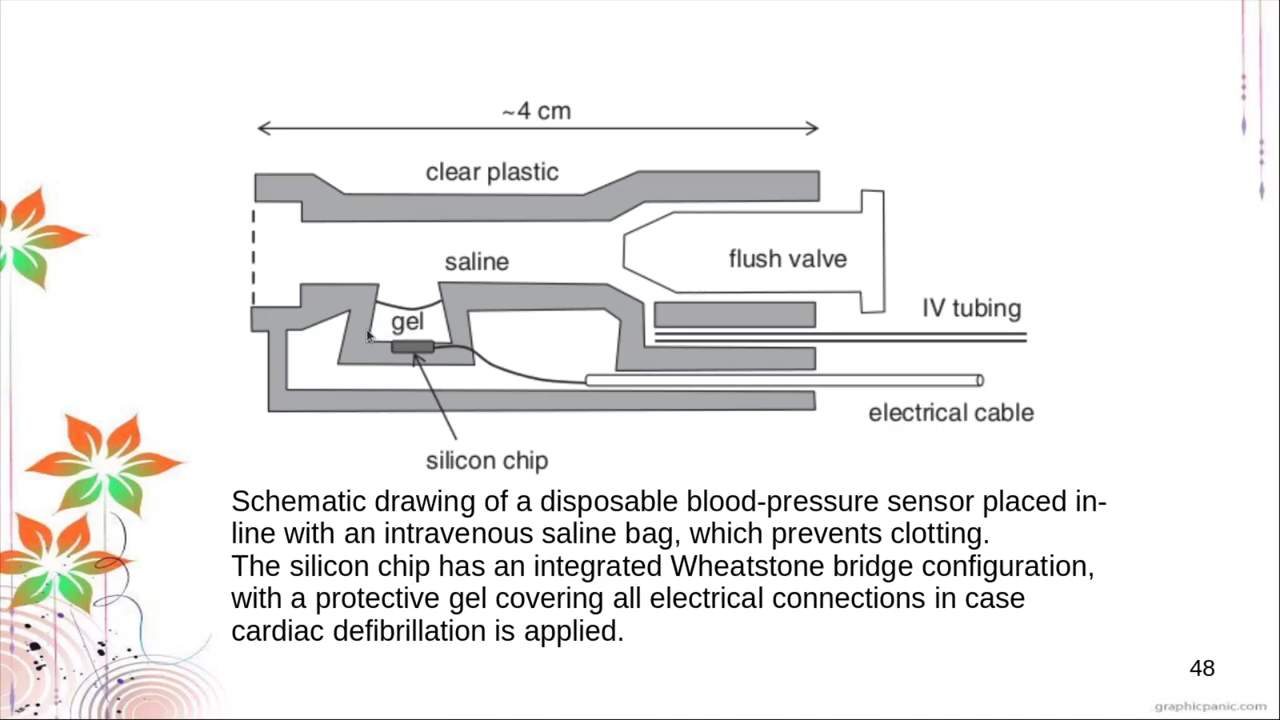 ~4 cm
clear plastic
saline
flush valve
IV tubing
gel
electrical cable
silicon chip
Schematic drawing of a disposable blood-pressure sensor placed in-
line with an intravenous saline bag, which prevents clotting.
The silicon chip has an integrated Wheatstone bridge configuration,
with a protective gel covering all electrical connections in case
cardiac defibrillation is applied.
48
graphicpanic.com